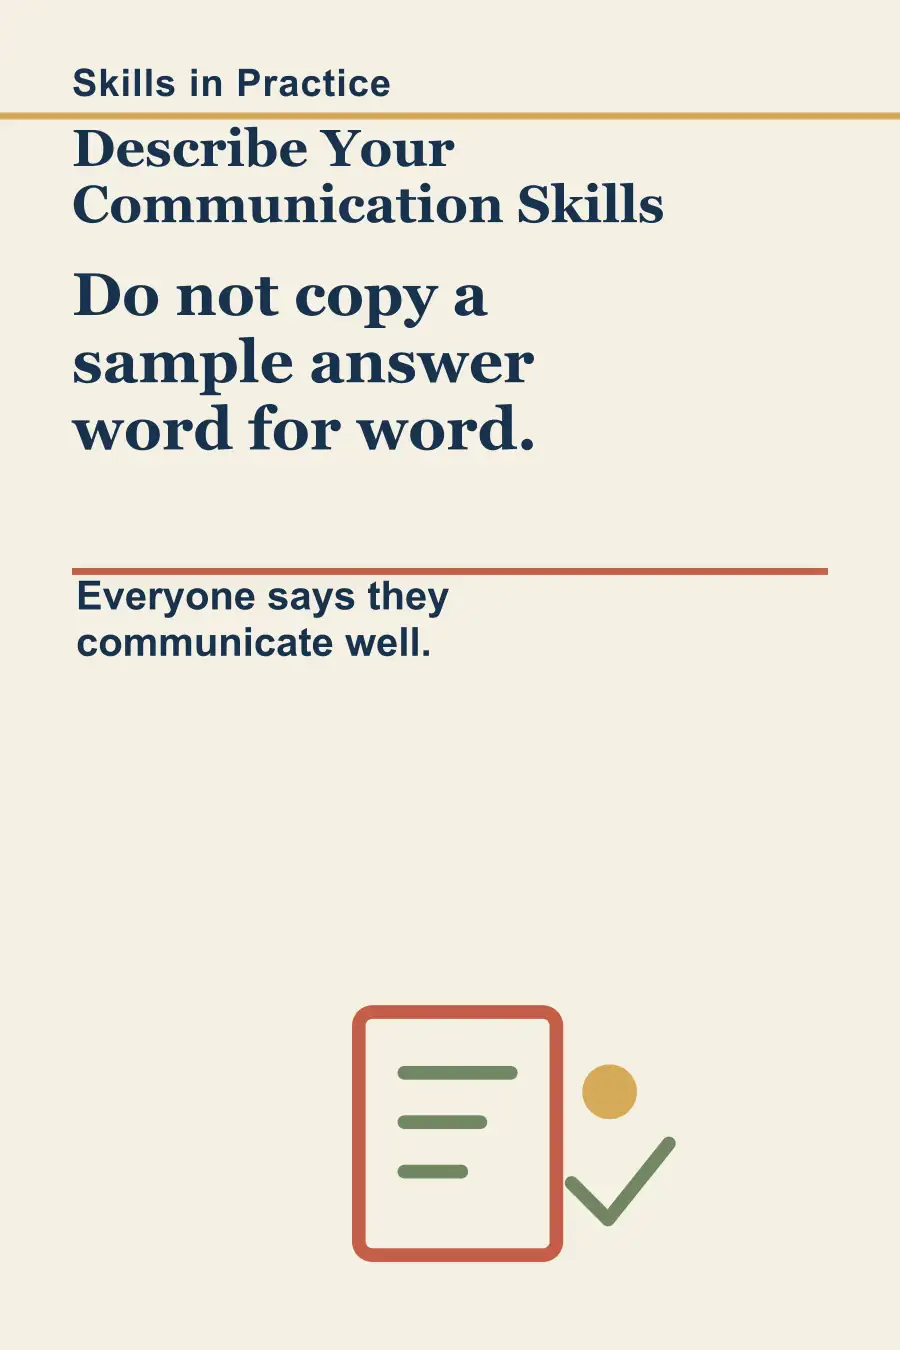 Skills in Practice
Describe Your
Communication Skills
Do not copy a
sample answer
word for word.
Everyone says they
communicate well.